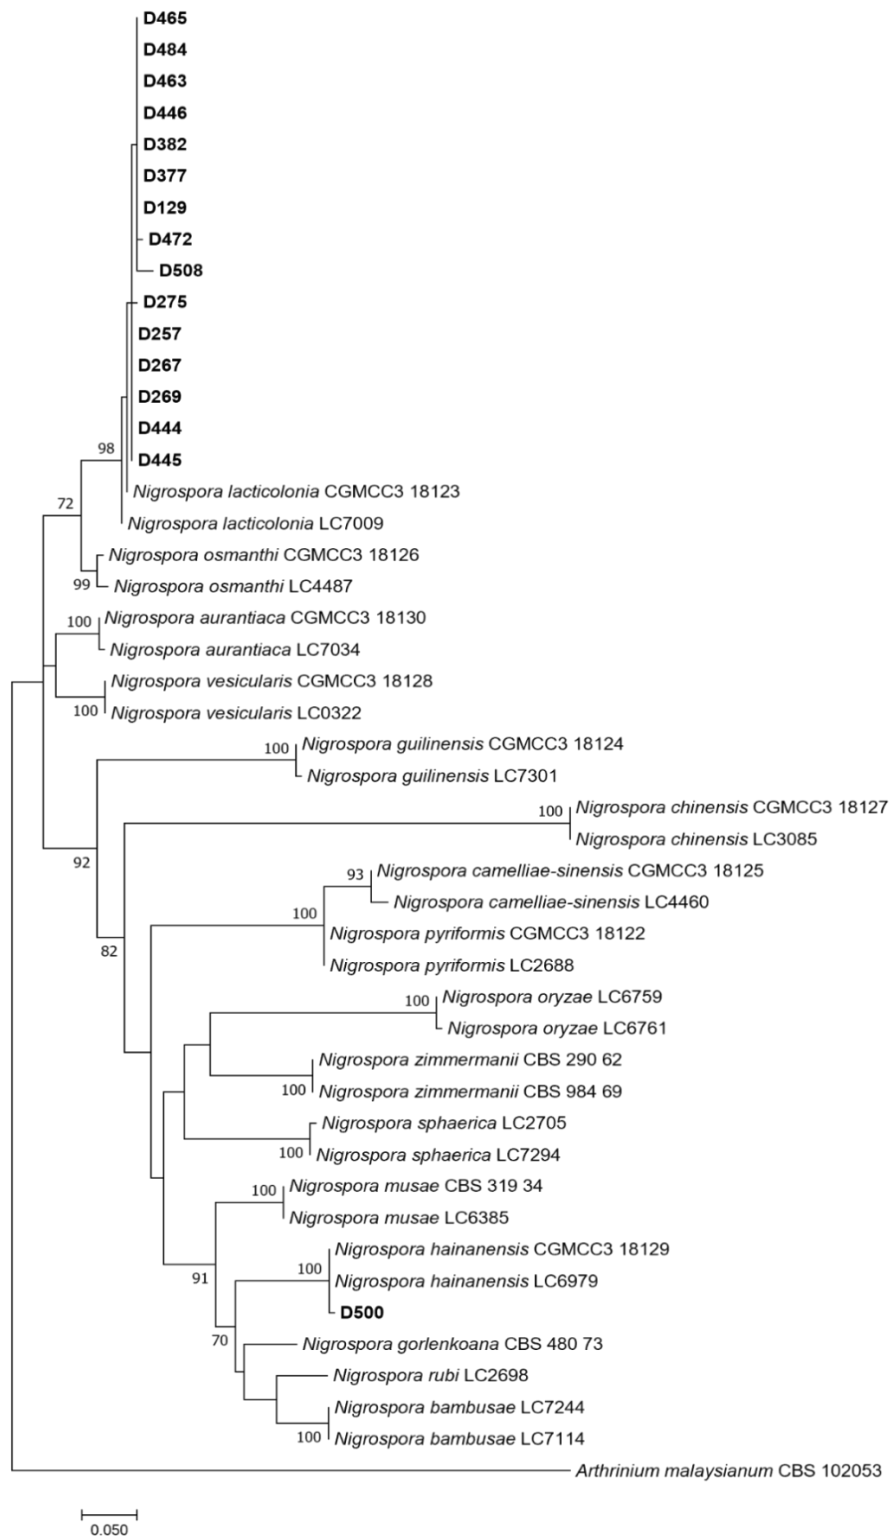 D465
D484
D463
D446
D382
D377
D129
D472
D508
D275
D257
D267
D269
D444
98
D445
Nigrospora lacticolonia CGMCC3 18123
72
Nigrospora lacticolonia LC7009
Nigrospora osmanthi CGMCC3 18126
99
Nigrospora osmanthi LC4487
100
Nigrospora aurantiaca CGMCC3 18130
Nigrospora aurantiaca LC7034
Nigrospora vesicularis CGMCC3 18128
100
Nigrospora vesicularis LC0322
100
Nigrospora guilinensis CGMCC3 18124
Nigrospora guilinensis LC7301
100
Nigrospora chinensis CGMCC3 18127
Nigrospora chinensis LC3085
92
93
Nigrospora camelliae-sinensis CGMCC3 18125
Nigrospora camelliae-sinensis LC4460
100
Nigrospora pyriformis CGMCC3 18122
82
Nigrospora pyriformis LC2688
100
Nigrospora oryzae LC6759
Nigrospora oryzae LC6761
Nigrospora zimmermanii CBS 290 62
100
Nigrospora zimmermanii CBS 984 69
Nigrospora sphaerica LC2705
100
Nigrospora sphaerica LC7294
100
Nigrospora musae CBS 319 34
Nigrospora musae LC6385
Nigrospora hainanensis CGMCC3 18129
100
91
Nigrospora hainanensis LC6979
D500
70
Nigrospora gorlenkoana CBS 480 73
Nigrospora rubi LC2698
Nigrospora bambusae LC7244
100
Nigrospora bambusae LC7114
Arthrinium malaysianum CBS 102053
0.050